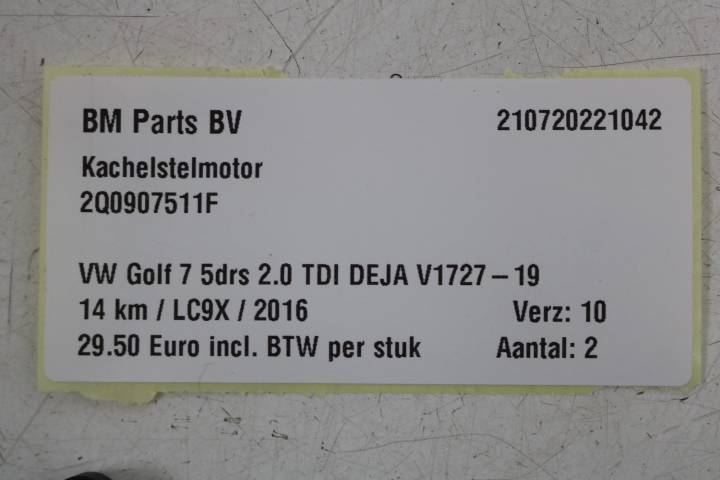 BM Parts BV 210720221042
Kachelstelmotor
2Q0907511F
VW Golf 7 5drs 2.0 TDI DEJA V1727 – 19
14 km / LC9X / 2016 Verz: 10
29.50 Euro incl. BTW per stuk Aantal: 2